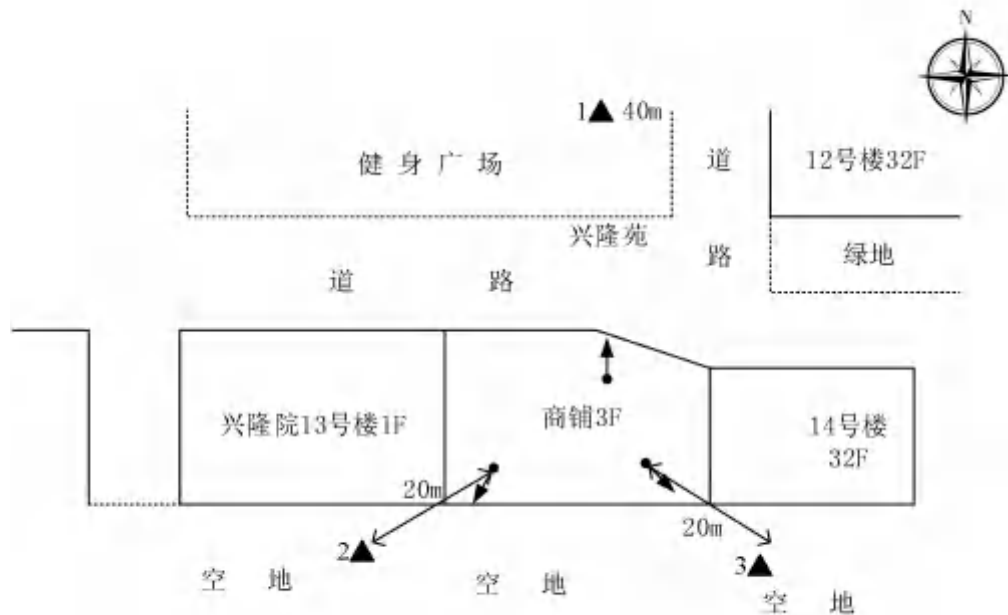 N
1▲ 40m
健 身 广 场
道
12号楼32F
兴隆苑
路
绿地
道 路
兴隆院13号楼1F
商铺3F
14号楼
32F
20m
20m
2▲
3▲
空 地
空 地
空 地